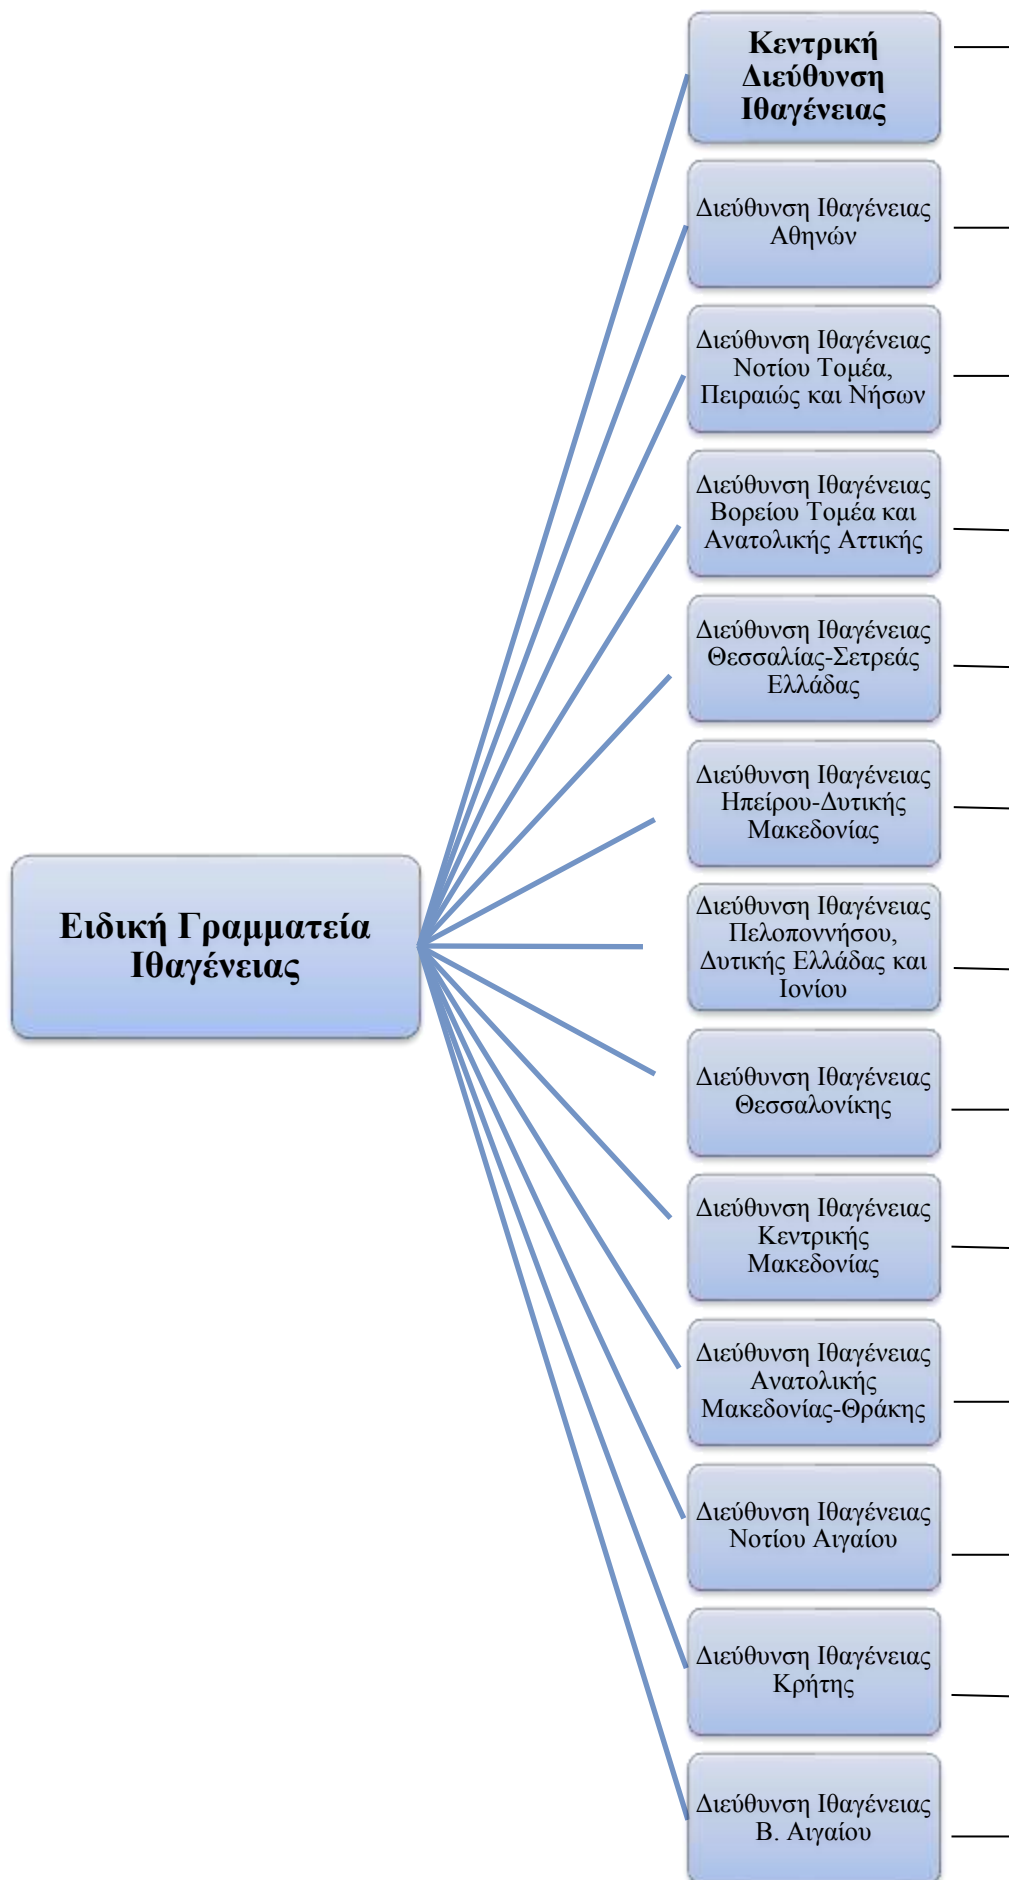 Κεντρική
Διεύθυνση
Ιθαγένειας
Διεύθυνση Ιθαγένειας
Αθηνών
Διεύθυνση Ιθαγένειας
Νοτίου Τομέα,
Πειραιώς και Νήσων
Διεύθυνση Ιθαγένειας
Βορείου Τομέα και
Ανατολικής Αττικής
Διεύθυνση Ιθαγένειας
Θεσσαλίας-Σετρεάς
Ελλάδας
Διεύθυνση Ιθαγένειας
Ηπείρου-Δυτικής
Μακεδονίας
Ειδική Γραμματεία
Ιθαγένειας
Διεύθυνση Ιθαγένειας
Πελοποννήσου,
Δυτικής Ελλάδας και
Ιονίου
Διεύθυνση Ιθαγένειας
Θεσσαλονίκης
Διεύθυνση Ιθαγένειας
Κεντρικής
Μακεδονίας
Διεύθυνση Ιθαγένειας
Ανατολικής
Μακεδονίας-Θράκης
Διεύθυνση Ιθαγένειας
Νοτίου Αιγαίου
Διεύθυνση Ιθαγένειας
Κρήτης
Διεύθυνση Ιθαγένειας
Β. Αιγαίου